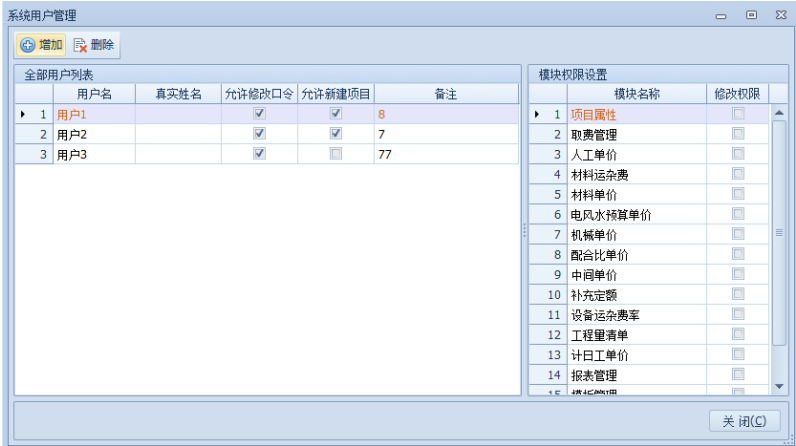 系统用户管理
增加 删除
全部用户列表
用户名 真实姓名 允许修改口令 允许新建项目 备注
1 用户1 8
2 用户2 7
3 用户3 77
模块权限设置
模块名称 修改权限
1 项目属性
2 取费管理
3 人工单价
4 材料运杂费
5 材料单价
6 电风水预算单价
7 机械单价
8 配合比单价
9 中间单价
10 补充定额
11 设备运杂费率
12 工程量清单
13 计日工单价
14 报表管理
15 模板管理
关 闭(C)